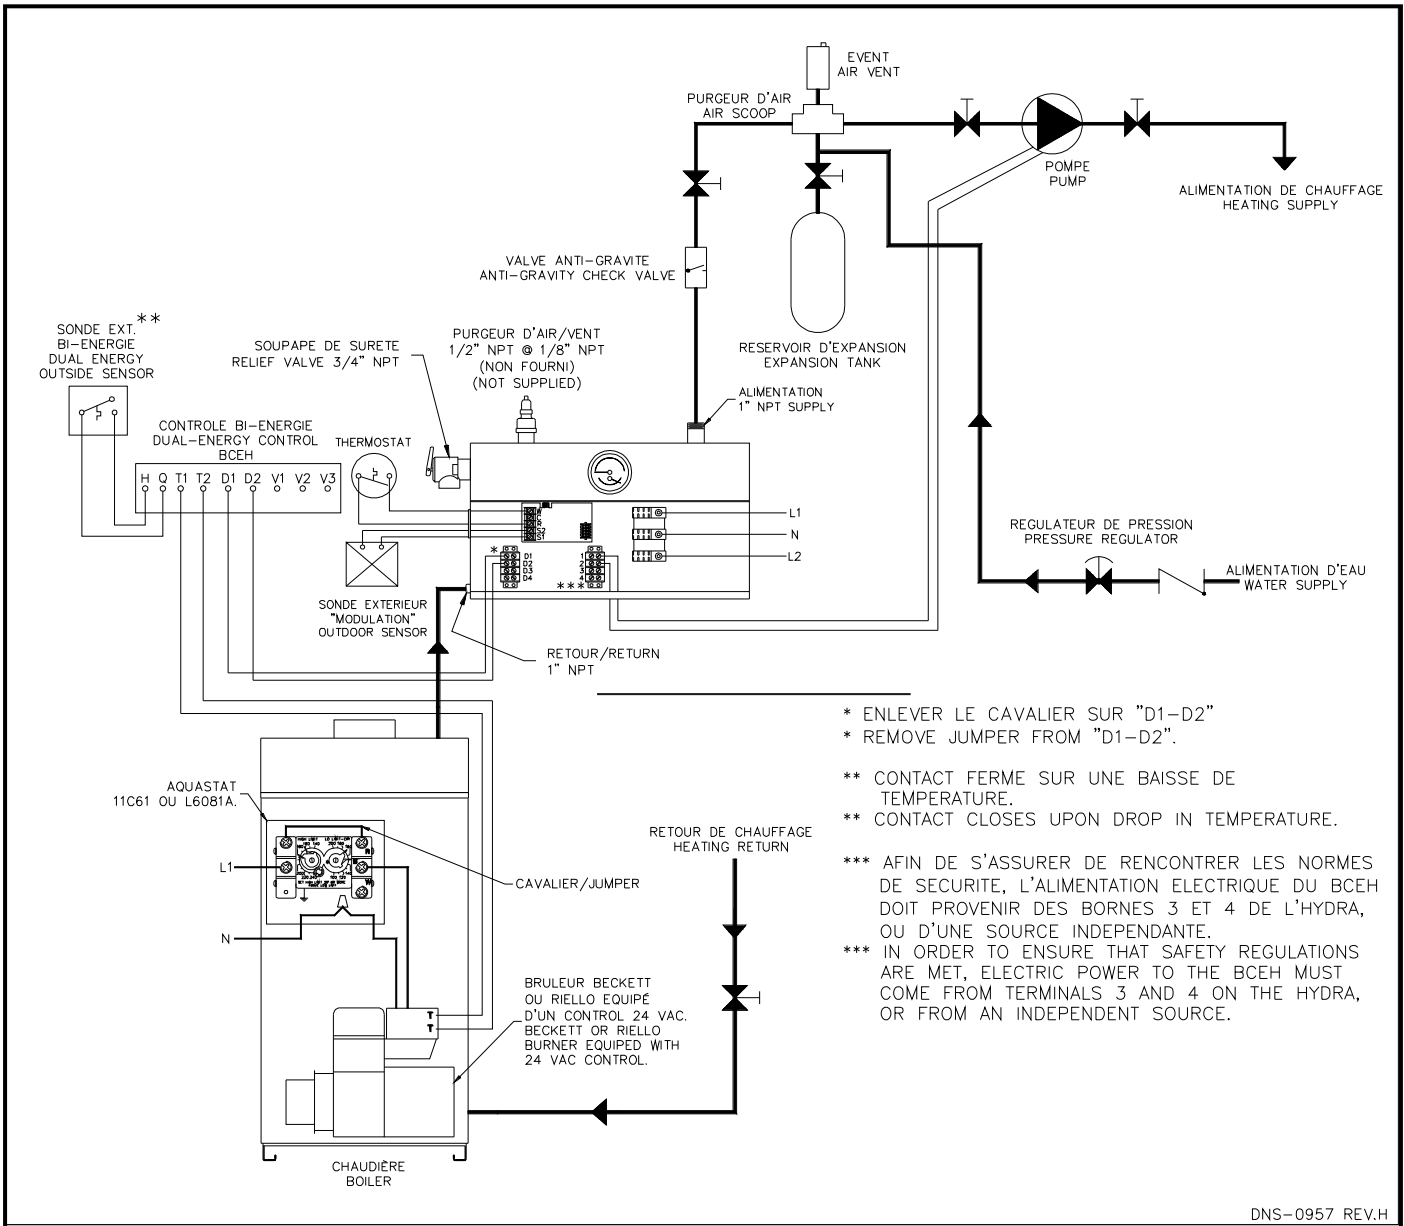 EVENT
AIR VENT
PURGEUR D'AIR
AIR SCOOP
POMPE
PUMP
ALIMENTATION DE CHAUFFAGE
HEATING SUPPLY
VALVE ANTI-GRAVITE
ANTI-GRAVITY CHECK VALVE
RESERVOIR D'EXPANSION
EXPANSION TANK
SONDE EXT. **
BI-ENERGIE
DUAL ENERGY
OUTSIDE SENSOR
SOUPAPE DE SURETE
RELIEF VALVE 3/4" NPT
PURGEUR D'AIR/VENT
1/2" NPT @ 1/8" NPT
(NON FOURNI)
(NOT SUPPLIED)
ALIMENTATION
1" NPT SUPPLY
CONTROLE BI-ENERGIE
DUAL-ENERGY CONTROL
BCEH
H Q T1 T2 D1 D2 V1 V2 V3
THERMOSTAT
S2
S1
L1
N
L2
*
D1
D2
D3
D4
1
2
3
4
***
REGULATEUR DE PRESSION
PRESSURE REGULATOR
ALIMENTATION D'EAU
WATER SUPPLY
SONDE EXTERIEUR
"MODULATION"
OUTDOOR SENSOR
RETOUR/RETURN
1" NPT
* ENLEVER LE CAVALIER SUR "D1-D2"
* REMOVE JUMPER FROM "D1-D2".
** CONTACT FERME SUR UNE BAISSE DE
TEMPERATURE.
** CONTACT CLOSES UPON DROP IN TEMPERATURE.
*** AFIN DE S'ASSURER DE RENCONTRER LES NORMES
DE SECURITE, L'ALIMENTATION ELECTRIQUE DU BCEH
DOIT PROVENIR DES BORNES 3 ET 4 DE L'HYDRA,
OU D'UNE SOURCE INDEPENDANTE.
*** IN ORDER TO ENSURE THAT SAFETY REGULATIONS
ARE MET, ELECTRIC POWER TO THE BCEH MUST
COME FROM TERMINALS 3 AND 4 ON THE HYDRA,
OR FROM AN INDEPENDENT SOURCE.
AQUASTAT
11C61 OU L6081A.
L1
N
CAVALIER/JUMPER
RETOUR DE CHAUFFAGE
HEATING RETURN
T
T
BRULEUR BECKETT
OU RIELLO EQUIPÉ
D'UN CONTROL 24 VAC.
BECKETT OR RIELLO
BURNER EQUIPED WITH
24 VAC CONTROL.
CHAUDIÈRE
BOILER
DNS-0957 REV.H